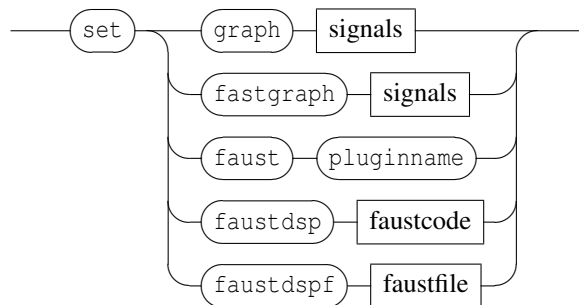 set graph signals
fastgraph signals
faust pluginname
faustdsp faustcode
faustdspf faustfile